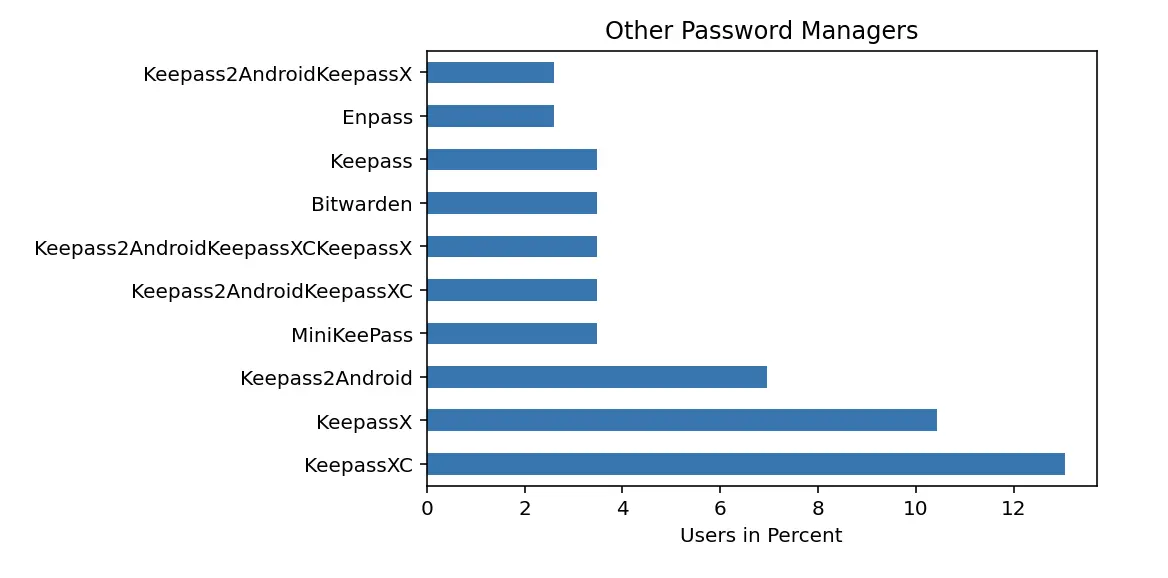 Other Password Managers
Keepass2AndroidKeepassX
Enpass
Keepass
Bitwarden
Keepass2AndroidKeepassXCKeepassX
Keepass2AndroidKeepassXC
MiniKeePass
Keepass2Android
KeepassX
KeepassXC
0 2 4 6 8 10 12
Users in Percent